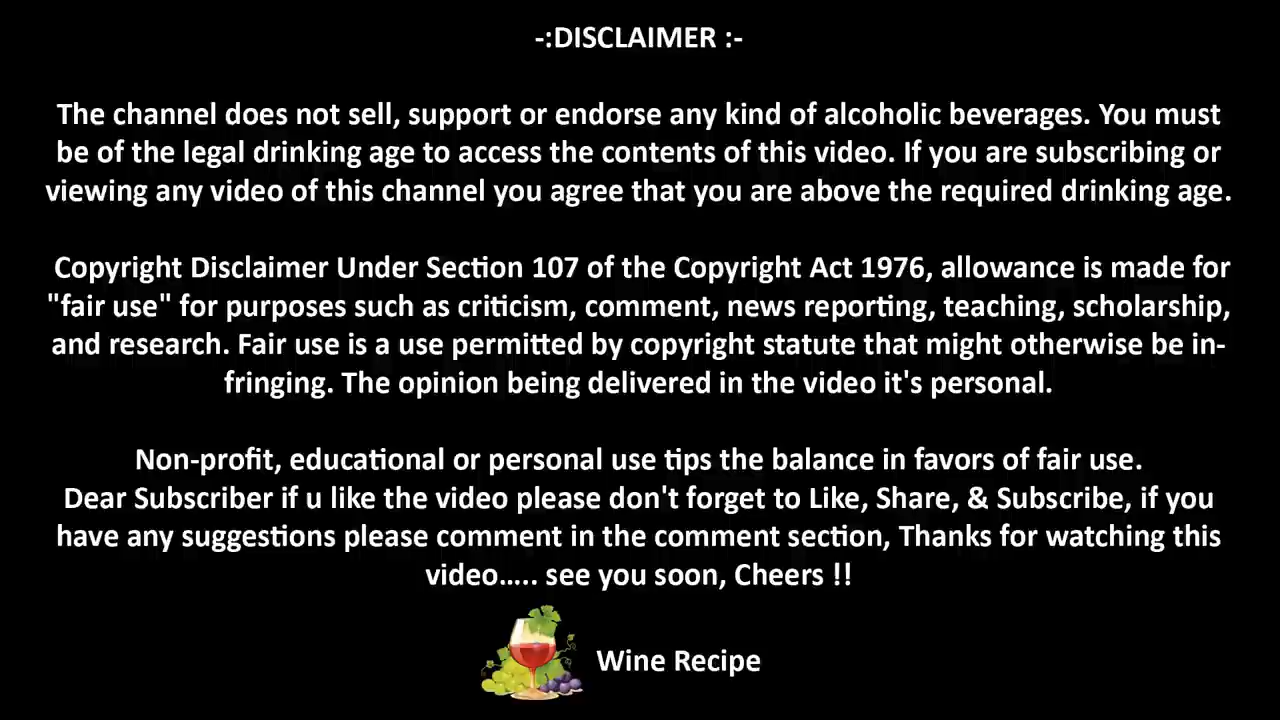 -:DISCLAIMER :-
The channel does not sell, support or endorse any kind of alcoholic beverages. You must
be of the legal drinking age to access the contents of this video. If you are subscribing or
viewing any video of this channel you agree that you are above the required drinking age.
Copyright Disclaimer Under Section 107 of the Copyright Act 1976, allowance is made for
"fair use" for purposes such as criticism, comment, news reporting, teaching, scholarship,
and research. Fair use is a use permitted by copyright statute that might otherwise be in-
fringing. The opinion being delivered in the video it's personal.
Non-profit, educational or personal use tips the balance in favors of fair use.
Dear Subscriber if u like the video please don't forget to Like, Share, & Subscribe, if you
have any suggestions please comment in the comment section, Thanks for watching this
video..... see you soon, Cheers !!
Wine Recipe